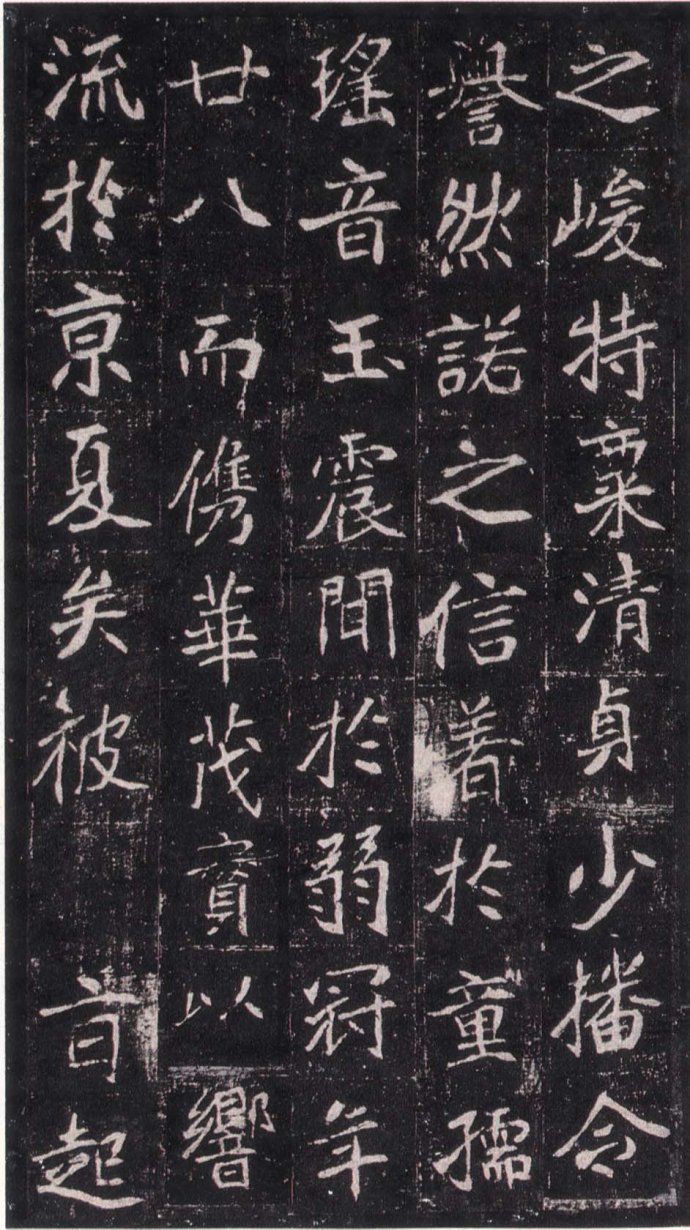 之峻特稟清貞少播令
譽然諾之信著於童孺
瑤音玉震聞於弱冠年
廿八而儁華茂實以響
流於京夏矣被 旨起